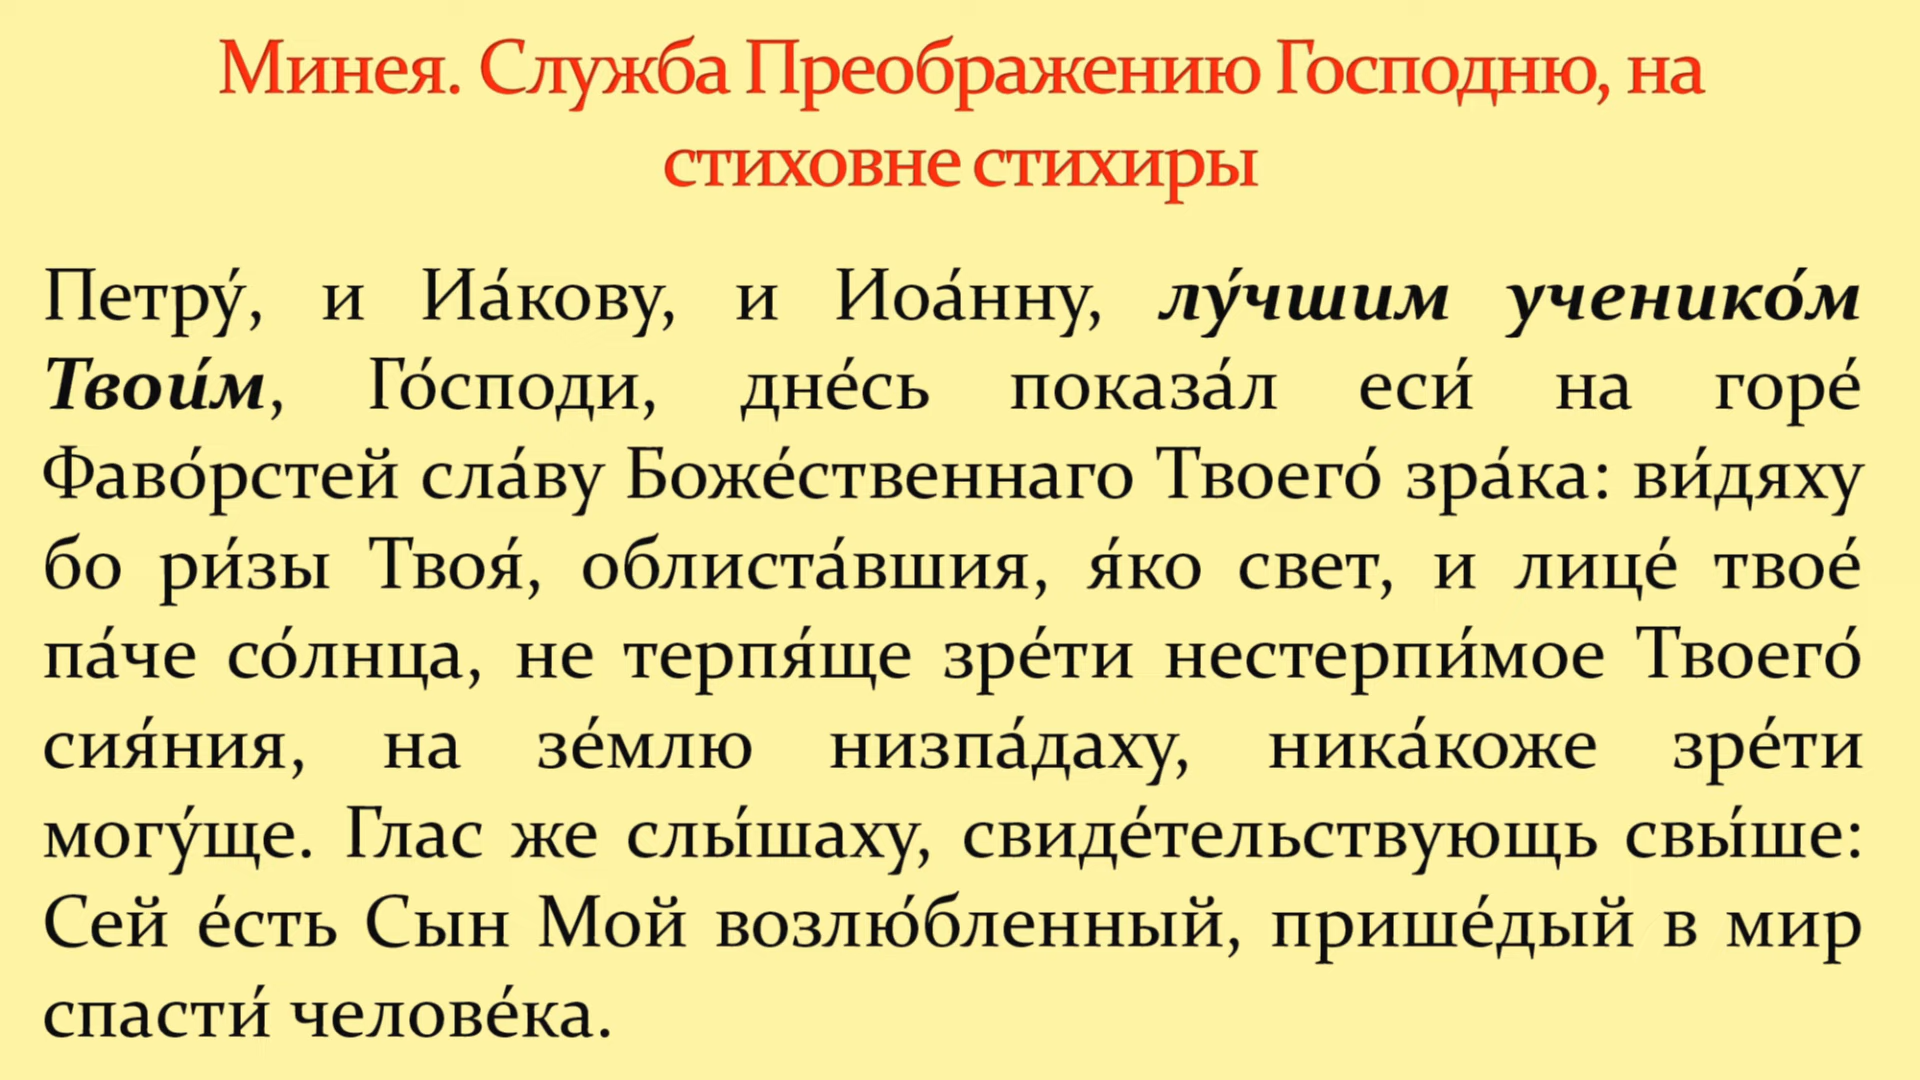 Минея. Служба Преображению Господню, на
стиховне стихиры
Петру́, и Иа́кову, и Иоа́нну, лу́чшим ученико́м
Твои́м, Го́споди, дне́сь показа́л еси́ на горе́
Фаво́рстей сла́ву Боже́ственнаго Твоего́ зра́ка: ви́дяху
бо ри́зы Твоя́, облиста́вшия, я́ко свет, и лице́ твое́
па́че со́лнца, не терпя́ще зре́ти нестерпи́мое Твоего́
сия́ния, на зе́млю низпа́даху, ника́коже зре́ти
могу́ще. Глас же слы́шаху, свиде́тельствующь свы́ше:
Сей е́сть Сын Мой возлю́бленный, прише́дый в мир
спасти́ челове́ка.